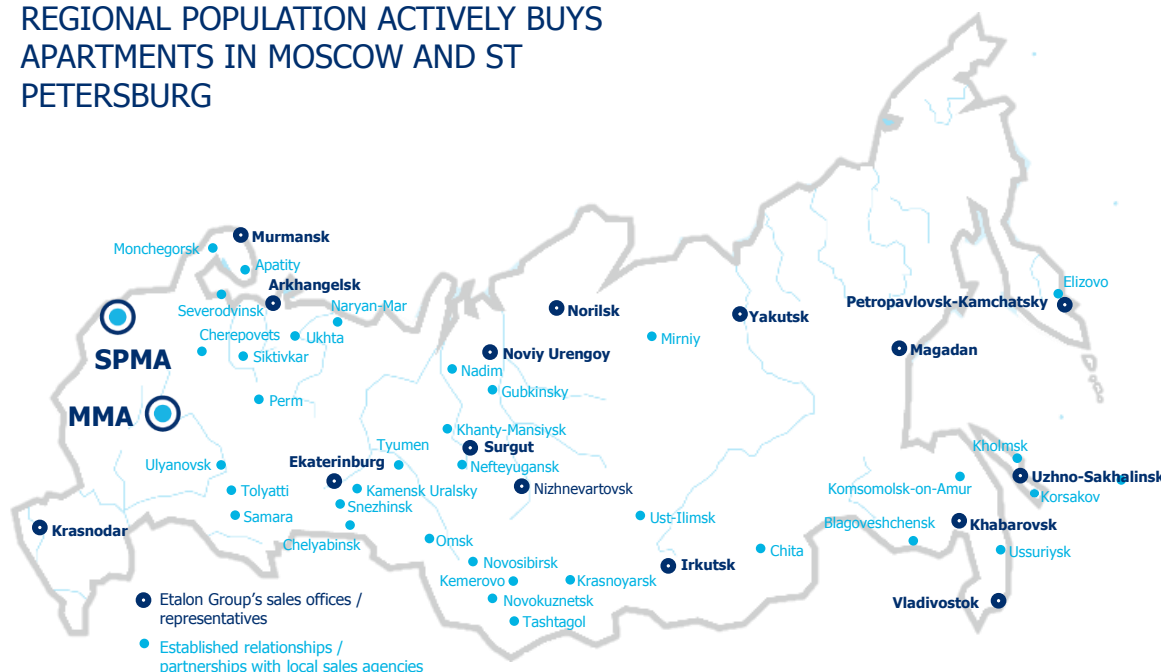 REGIONAL POPULATION ACTIVELY BUYS
APARTMENTS IN MOSCOW AND ST
PETERSBURG
Murmansk
Monchegorsk
Apatity
Arkhangelsk
Severodvinsk
Naryan-Mar
Cherepovets
Ukhta
Siktivkar
SPMA
Perm
MMA
Norilsk
Noviy Urengoy
Nadim
Gubkinsky
Yakutsk
Mirniy
Elizovo
Petropavlovsk-Kamchatsky
Magadan
Khanty-Mansiysk
Tyumen
Surgut
Nefteyugansk
Nizhnevartovsk
Ulyanovsk
Ekaterinburg
Kamensk Uralsky
Tolyatti
Snezhinsk
Samara
Chelyabinsk
Krasnodar
Omsk
Novosibirsk
Kemerovo
Krasnoyarsk
Novokuznetsk
Tashtagol
Ust-Ilimsk
Irkutsk
Chita
Kholmsk
Uzhno-Sakhalinsk
Komsomolsk-on-Amur
Korsakov
Blagoveshchensk
Khabarovsk
Ussuriysk
Vladivostok
Etalon Group’s sales offices /
representatives
Established relationships /
partnerships with local sales agencies